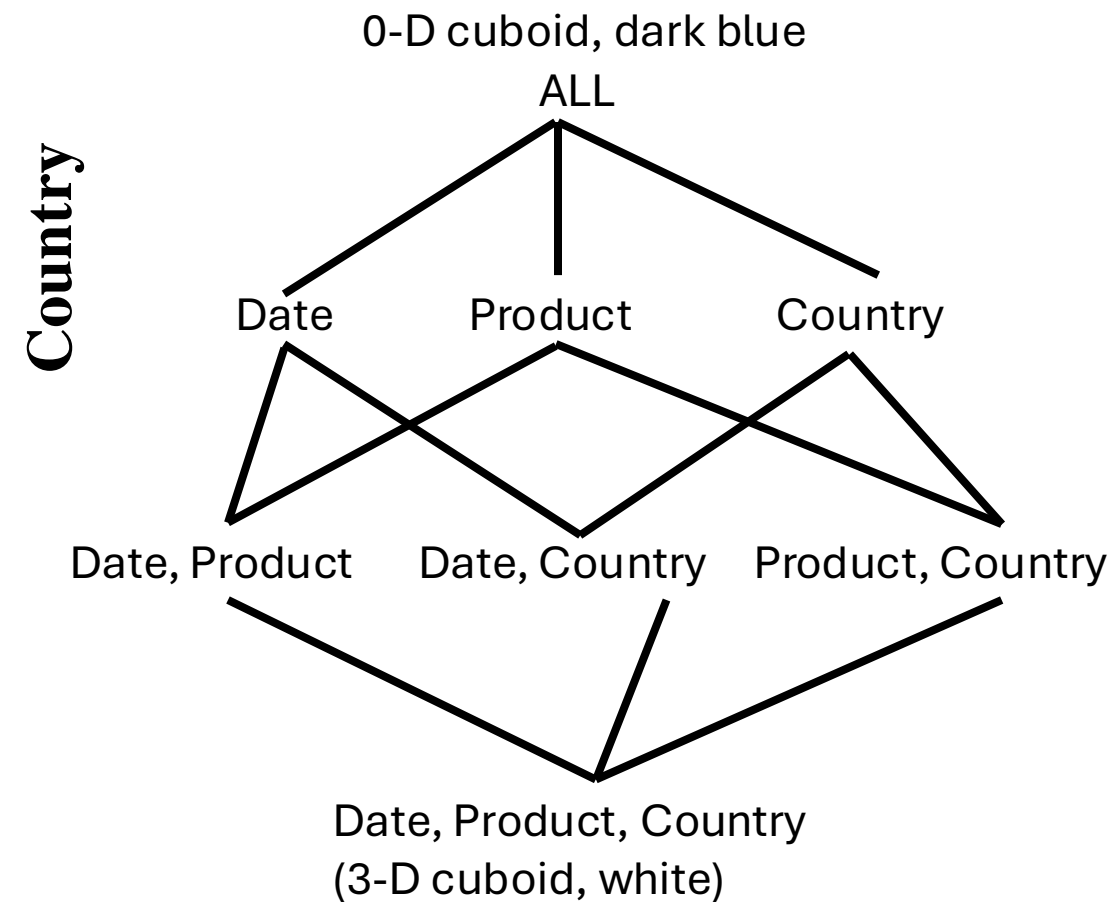 0-D cuboid, dark blue
ALL
Country
Date
Product
Country
Date, Product
Date, Country
Product, Country
Date, Product, Country
(3-D cuboid, white)